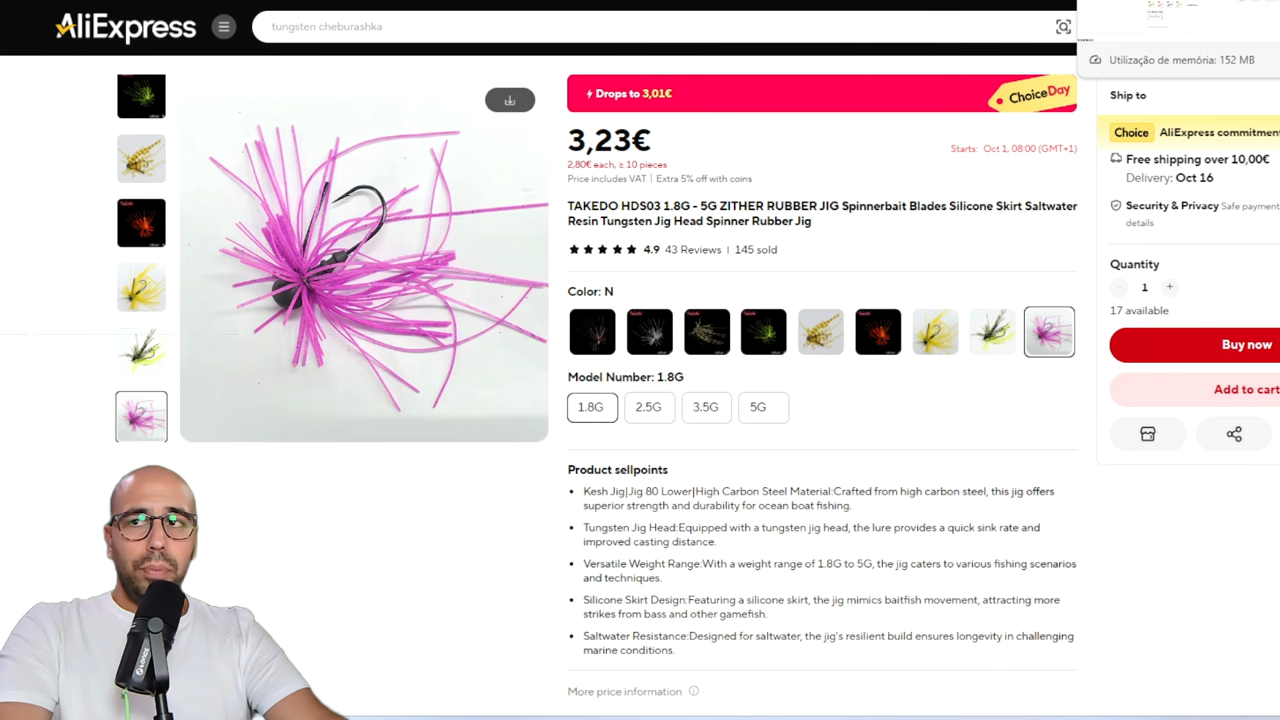 AliExpress
tungsten cheburashka
Utilização de memória: 152 MB
Drops to 3,01€
ChoiceDay
3,23€
Starts: Oct 1, 08:00 (GMT+1)
2,80€ each, ≥ 10 pieces
Price includes VAT | Extra 5% off with coins
TAKEDO HDS03 1.8G - 5G ZITHER RUBBER JIG Spinnerbait Blades Silicone Skirt Saltwater
Resin Tungsten Jig Head Spinner Rubber Jig
4.9 43 Reviews | 145 sold
Color: N
Model Number: 1.8G
1.8G 2.5G 3.5G 5G
Product sellpoints
• Kesh Jig|Jig 80 Lower|High Carbon Steel Material:Crafted from high carbon steel, this jig offers
superior strength and durability for ocean boat fishing.
• Tungsten Jig Head:Equipped with a tungsten jig head, the lure provides a quick sink rate and
improved casting distance.
• Versatile Weight Range:With a weight range of 1.8G to 5G, the jig caters to various fishing scenarios
and techniques.
• Silicone Skirt Design:Featuring a silicone skirt, the jig mimics baitfish movement, attracting more
strikes from bass and other gamefish.
• Saltwater Resistance:Designed for saltwater, the jig's resilient build ensures longevity in challenging
marine conditions.
More price information
Ship to
Choice AliExpress commitmen
Free shipping over 10,00€
Delivery: Oct 16
Security & Privacy Safe payment
details
Quantity
− 1 +
17 available
Buy now
Add to cart